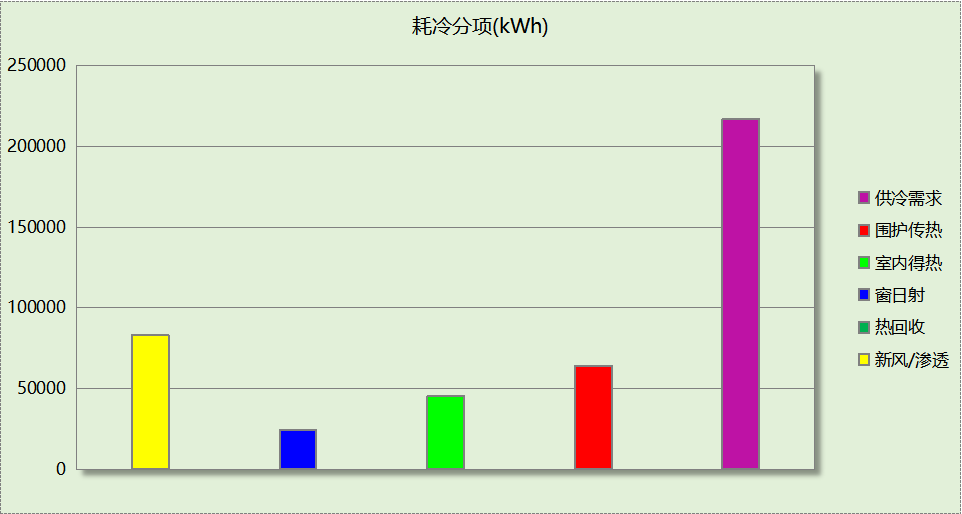 耗冷分项(kWh)
250000
200000
150000
100000
50000
0
供冷需求
围护传热
室内得热
窗日射
热回收
新风/渗透